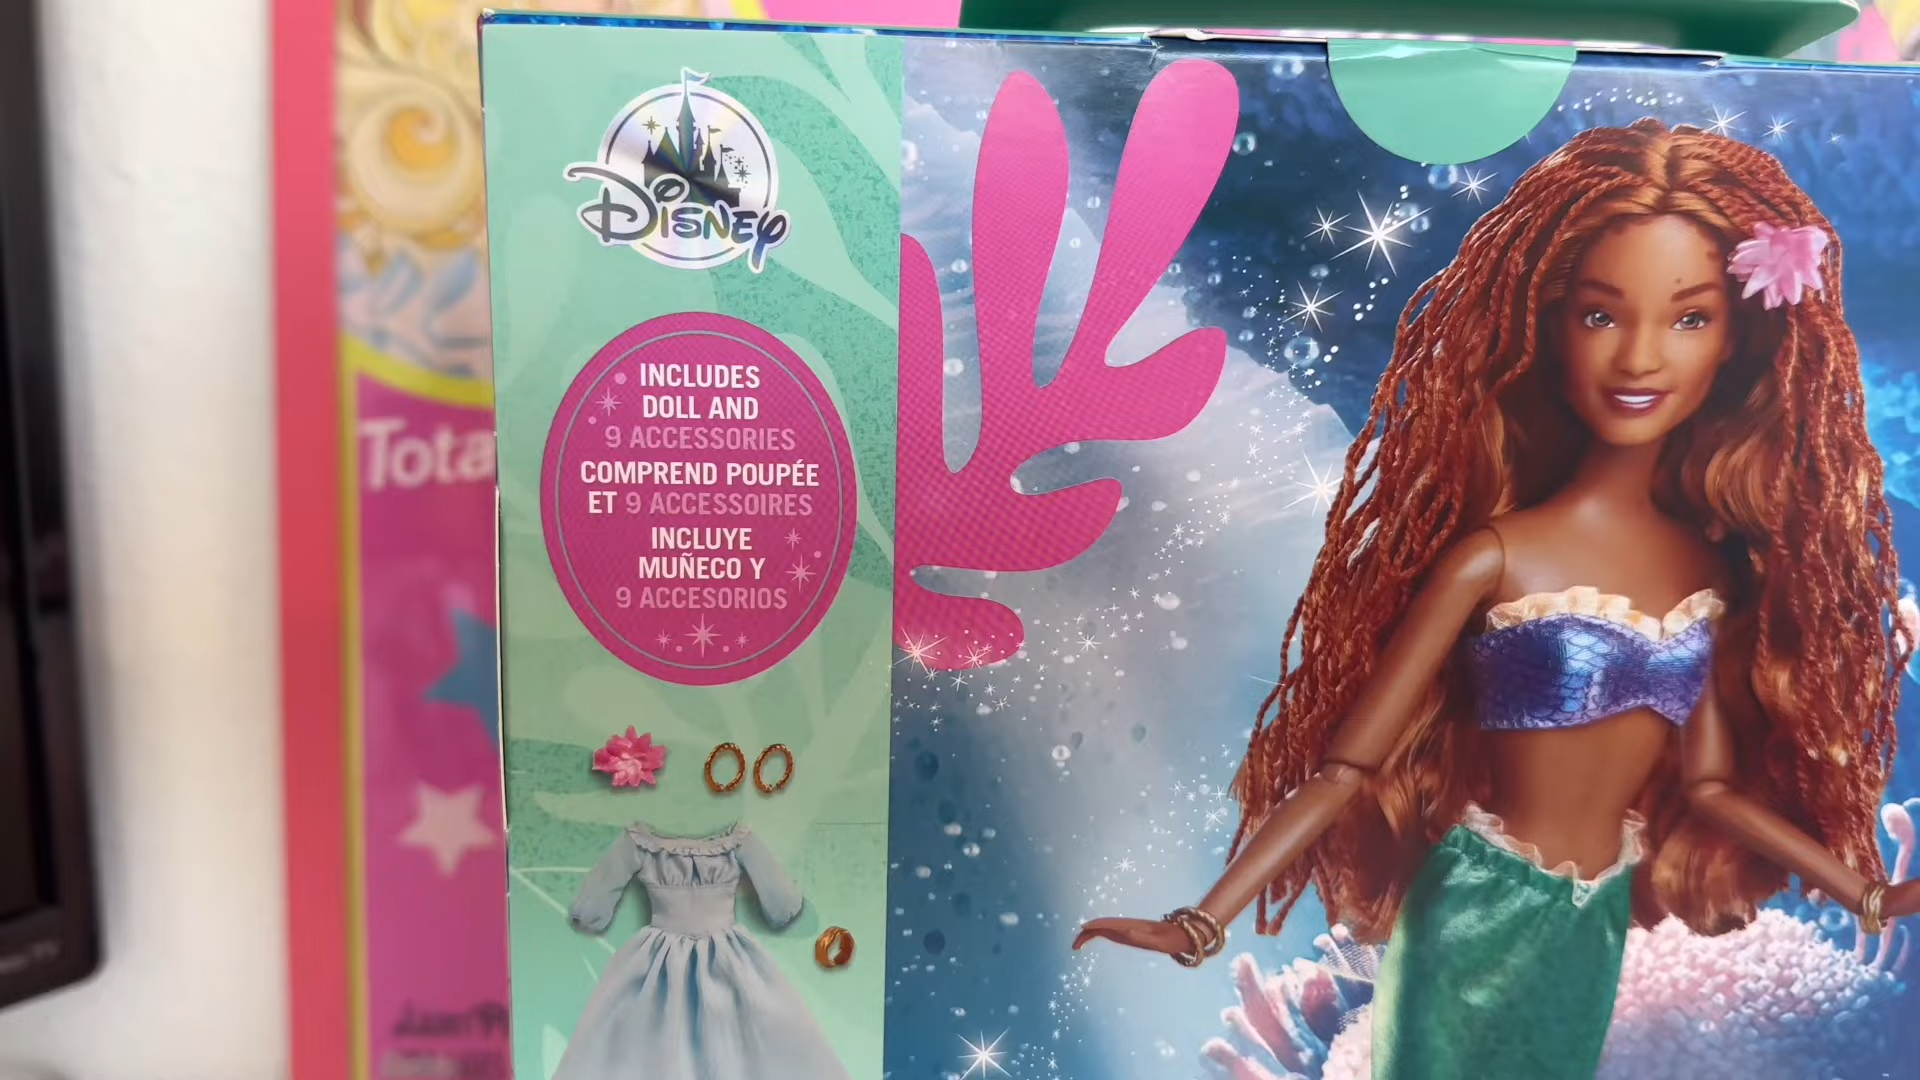 Disney
INCLUDES
DOLL AND
9 ACCESSORIES
COMPREND POUPÉE
ET 9 ACCESSOIRES
INCLUYE
MUÑECO Y
9 ACCESORIOS
Tota